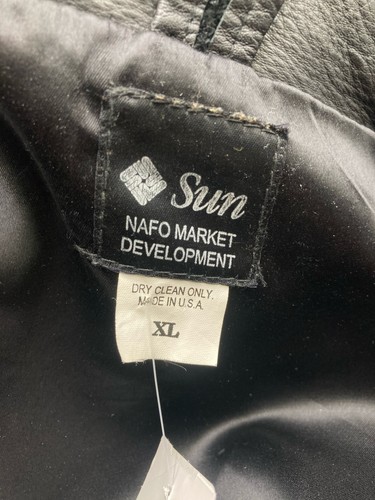 Sun
NAFO MARKET
DEVELOPMENT
DRY CLEAN ONLY,
MADE IN U.S.A.
XL